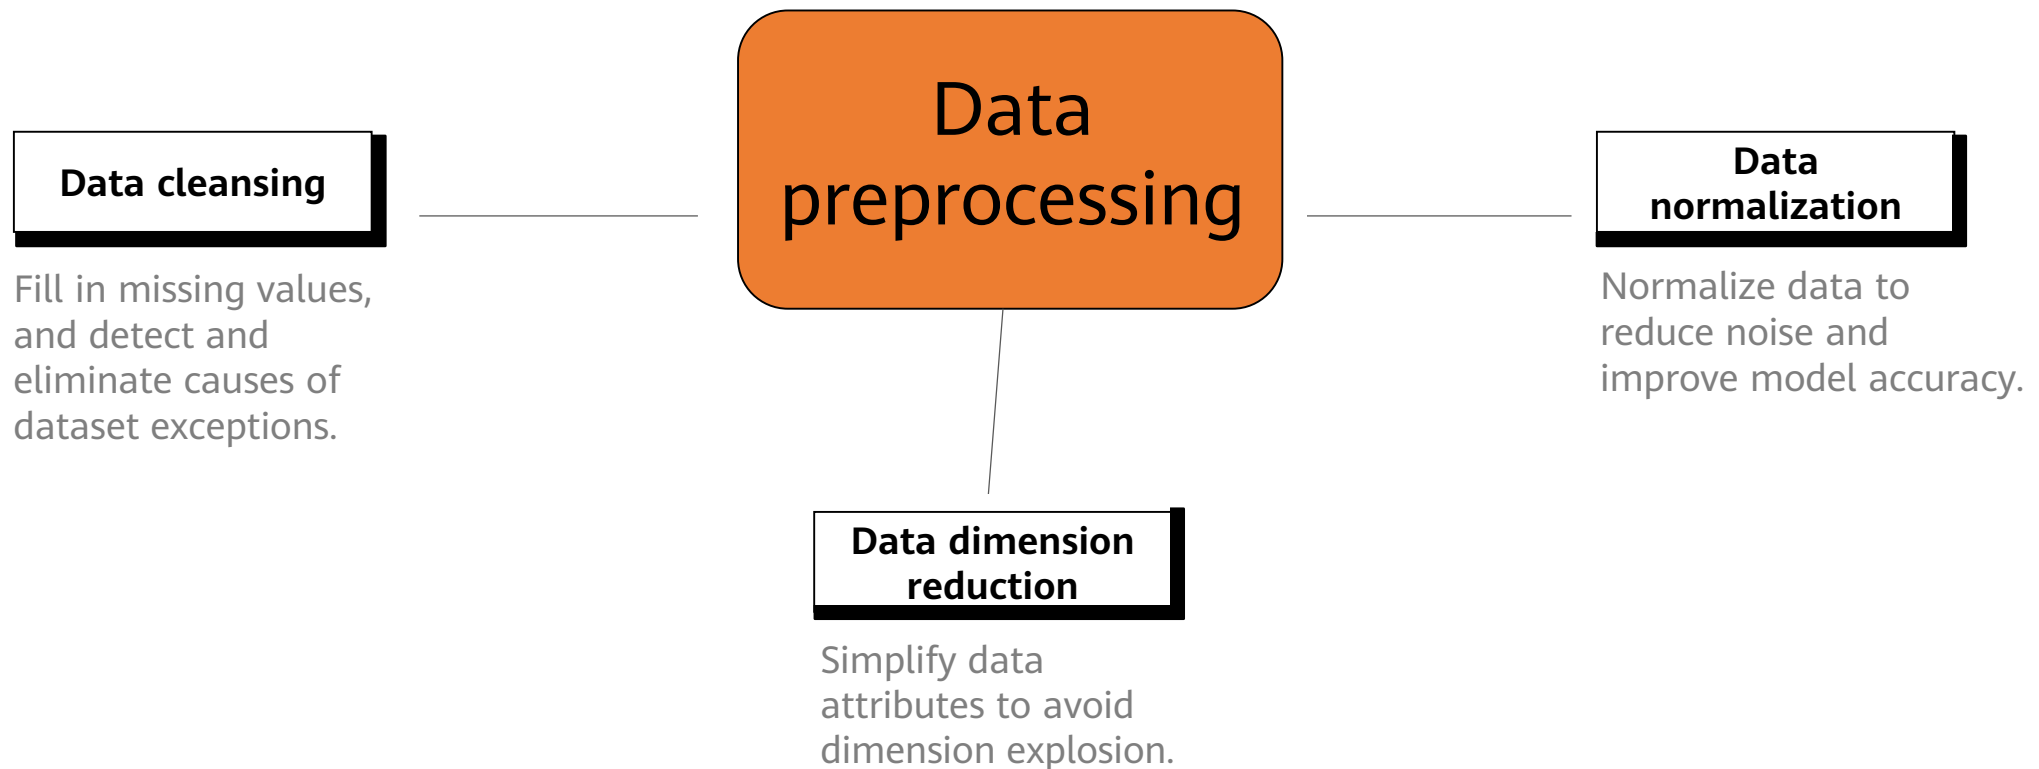 Data
preprocessing
Data cleansing
Fill in missing values,
and detect and
eliminate causes of
dataset exceptions.
Data
normalization
Normalize data to
reduce noise and
improve model accuracy.
Data dimension
reduction
Simplify data
attributes to avoid
dimension explosion.